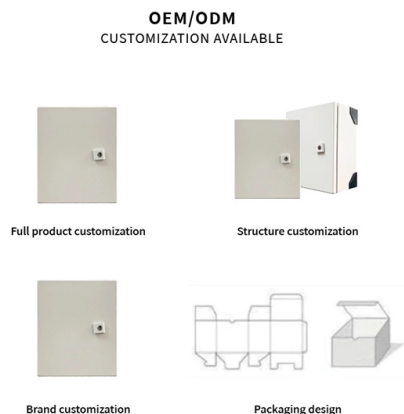 OEM/ODM
CUSTOMIZATION AVAILABLE
Full product customization
Structure customization
Brand customization
Packaging design